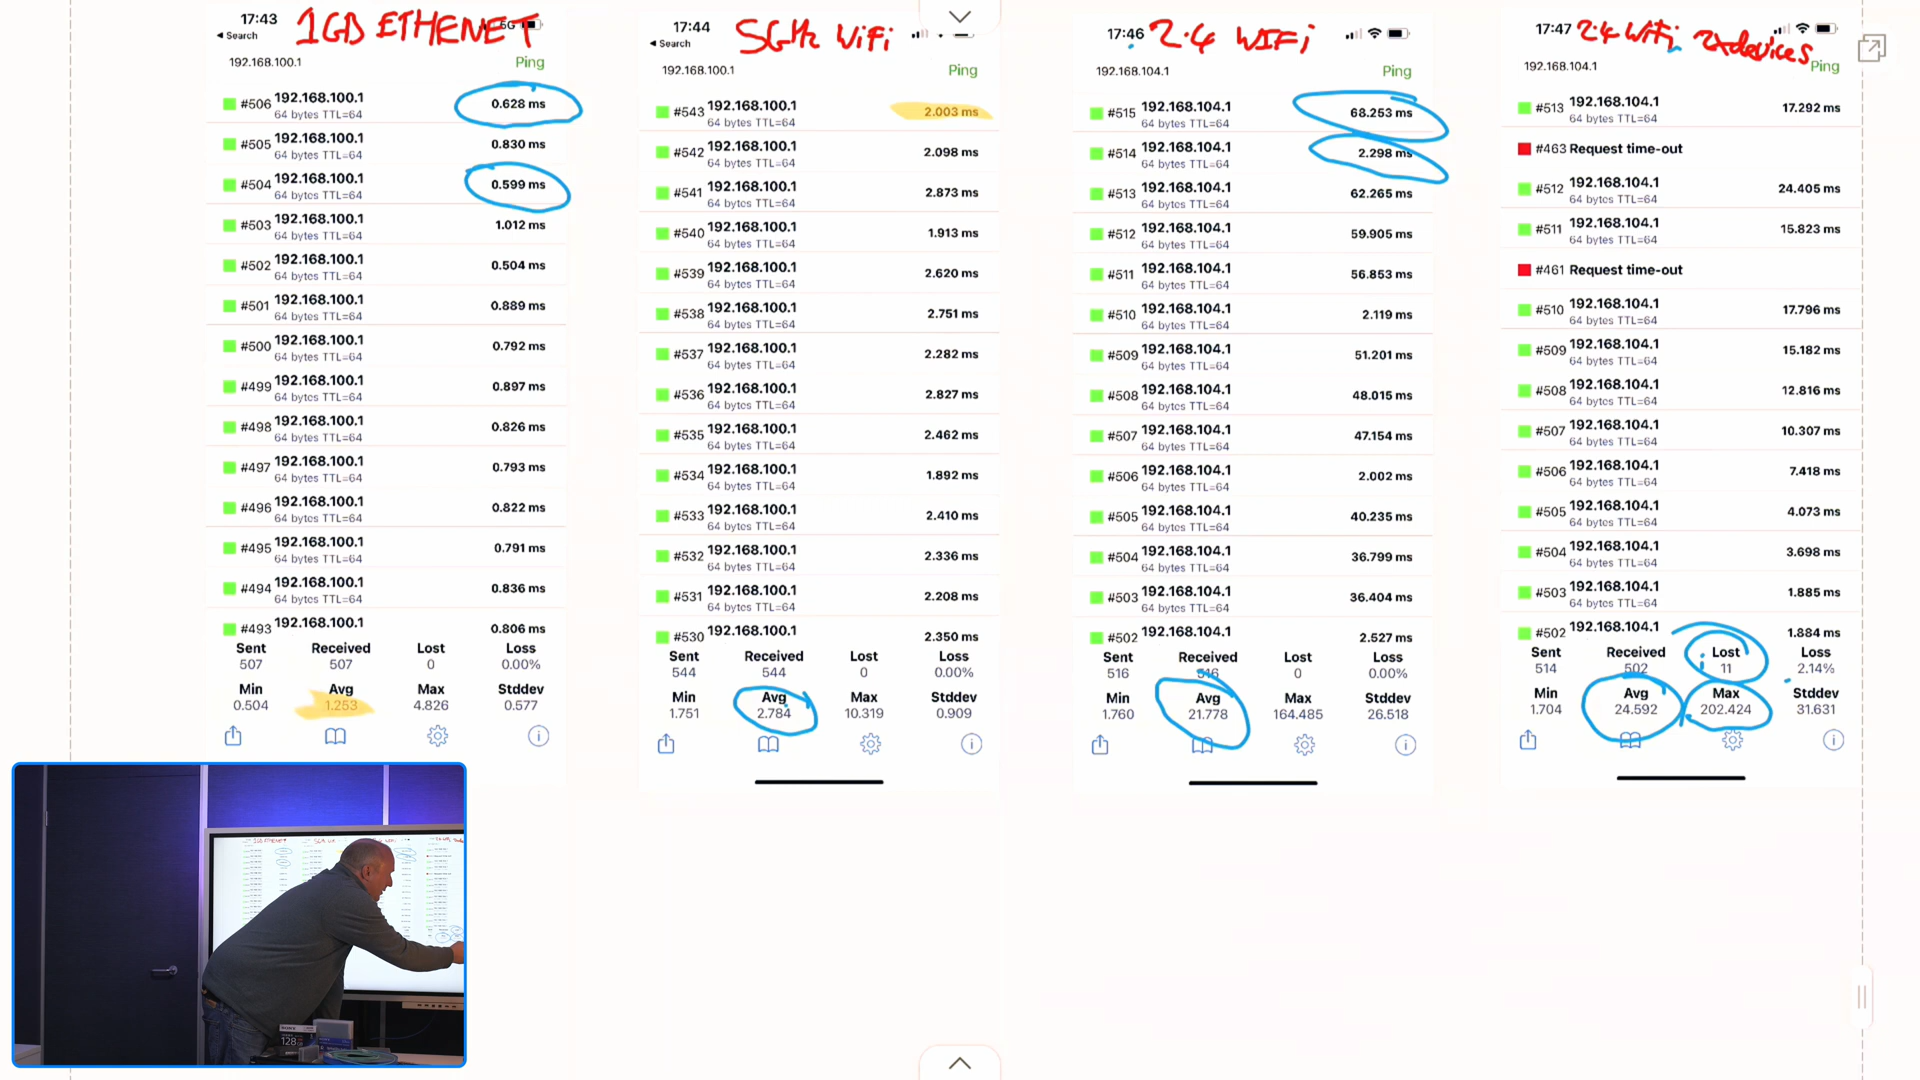 17:43
◀ Search
1GB ETHENET
5G
192.168.100.1
Ping
#506 192.168.100.1 0.628 ms
64 bytes TTL=64
#505 192.168.100.1 0.830 ms
64 bytes TTL=64
#504 192.168.100.1 0.599 ms
64 bytes TTL=64
#503 192.168.100.1 1.012 ms
64 bytes TTL=64
#502 192.168.100.1 0.504 ms
64 bytes TTL=64
#501 192.168.100.1 0.889 ms
64 bytes TTL=64
#500 192.168.100.1 0.792 ms
64 bytes TTL=64
#499 192.168.100.1 0.897 ms
64 bytes TTL=64
#498 192.168.100.1 0.826 ms
64 bytes TTL=64
#497 192.168.100.1 0.793 ms
64 bytes TTL=64
#496 192.168.100.1 0.822 ms
64 bytes TTL=64
#495 192.168.100.1 0.791 ms
64 bytes TTL=64
#494 192.168.100.1 0.836 ms
64 bytes TTL=64
#493 192.168.100.1 0.806 ms
Sent Received Lost Loss
507 507 0 0.00%
Min Avg Max Stddev
0.504 1.253 4.826 0.577
17:44
◀ Search
5GHz WiFi
192.168.100.1
Ping
#543 192.168.100.1 2.003 ms
64 bytes TTL=64
#542 192.168.100.1 2.098 ms
64 bytes TTL=64
#541 192.168.100.1 2.873 ms
64 bytes TTL=64
#540 192.168.100.1 1.913 ms
64 bytes TTL=64
#539 192.168.100.1 2.620 ms
64 bytes TTL=64
#538 192.168.100.1 2.751 ms
64 bytes TTL=64
#537 192.168.100.1 2.282 ms
64 bytes TTL=64
#536 192.168.100.1 2.827 ms
64 bytes TTL=64
#535 192.168.100.1 2.462 ms
64 bytes TTL=64
#534 192.168.100.1 1.892 ms
64 bytes TTL=64
#533 192.168.100.1 2.410 ms
64 bytes TTL=64
#532 192.168.100.1 2.336 ms
64 bytes TTL=64
#531 192.168.100.1 2.208 ms
64 bytes TTL=64
#530 192.168.100.1 2.350 ms
Sent Received Lost Loss
544 544 0 0.00%
Min Avg Max Stddev
1.751 2.784 10.319 0.909
17:46
2.4 WIFi
192.168.104.1
Ping
#515 192.168.104.1 68.253 ms
64 bytes TTL=64
#514 192.168.104.1 2.298 ms
64 bytes TTL=64
#513 192.168.104.1 62.265 ms
64 bytes TTL=64
#512 192.168.104.1 59.905 ms
64 bytes TTL=64
#511 192.168.104.1 56.853 ms
64 bytes TTL=64
#510 192.168.104.1 2.119 ms
64 bytes TTL=64
#509 192.168.104.1 51.201 ms
64 bytes TTL=64
#508 192.168.104.1 48.015 ms
64 bytes TTL=64
#507 192.168.104.1 47.154 ms
64 bytes TTL=64
#506 192.168.104.1 2.002 ms
64 bytes TTL=64
#505 192.168.104.1 40.235 ms
64 bytes TTL=64
#504 192.168.104.1 36.799 ms
64 bytes TTL=64
#503 192.168.104.1 36.404 ms
64 bytes TTL=64
#502 192.168.104.1 2.527 ms
Sent Received Lost Loss
516 516 0 0.00%
Min Avg Max Stddev
1.760 21.778 164.485 26.518
17:47
2.4 WiFi 2xdevices
192.168.104.1
Ping
#513 192.168.104.1 17.292 ms
64 bytes TTL=64
#463 Request time-out
#512 192.168.104.1 24.405 ms
64 bytes TTL=64
#511 192.168.104.1 15.823 ms
64 bytes TTL=64
#461 Request time-out
#510 192.168.104.1 17.796 ms
64 bytes TTL=64
#509 192.168.104.1 15.182 ms
64 bytes TTL=64
#508 192.168.104.1 12.816 ms
64 bytes TTL=64
#507 192.168.104.1 10.307 ms
64 bytes TTL=64
#506 192.168.104.1 7.418 ms
64 bytes TTL=64
#505 192.168.104.1 4.073 ms
64 bytes TTL=64
#504 192.168.104.1 3.698 ms
64 bytes TTL=64
#503 192.168.104.1 1.885 ms
64 bytes TTL=64
#502 192.168.104.1 1.884 ms
Sent Received Lost Loss
514 502 11 2.14%
Min Avg Max Stddev
1.704 24.592 202.424 31.631
SONY
128